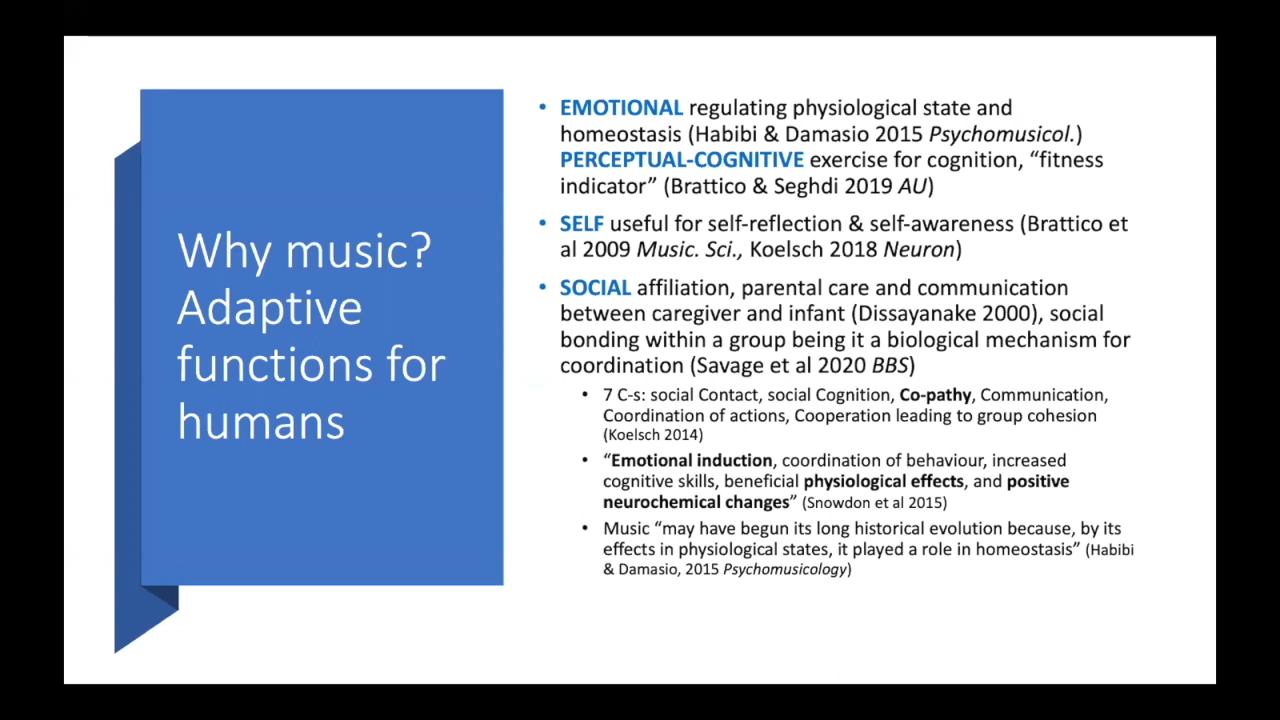 Why music?
Adaptive
functions for
humans
• EMOTIONAL regulating physiological state and
homeostasis (Habibi & Damasio 2015 Psychomusicol.)
PERCEPTUAL-COGNITIVE exercise for cognition, “fitness
indicator” (Brattico & Seghdi 2019 AU)
• SELF useful for self-reflection & self-awareness (Brattico et
al 2009 Music. Sci., Koelsch 2018 Neuron)
• SOCIAL affiliation, parental care and communication
between caregiver and infant (Dissayanake 2000), social
bonding within a group being it a biological mechanism for
coordination (Savage et al 2020 BBS)
• 7 C-s: social Contact, social Cognition, Co-pathy, Communication,
Coordination of actions, Cooperation leading to group cohesion
(Koelsch 2014)
• “Emotional induction, coordination of behaviour, increased
cognitive skills, beneficial physiological effects, and positive
neurochemical changes” (Snowdon et al 2015)
• Music “may have begun its long historical evolution because, by its
effects in physiological states, it played a role in homeostasis” (Habibi
& Damasio, 2015 Psychomusicology)